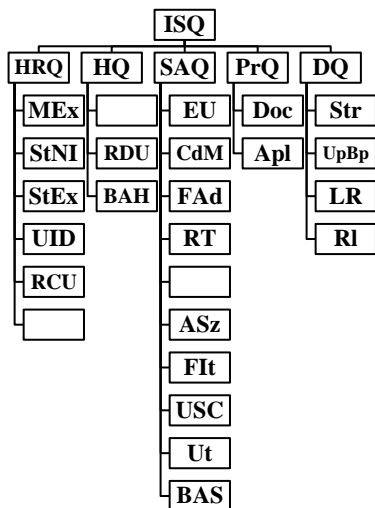 ISQ
HRQ HQ SAQ PrQ DQ
MEx EU Doc Str
StNI RDU CdM Apl UpBp
StEx BAH FAd LR
UID RT Rl
RCU
ASz
FIt
USC
Ut
BAS